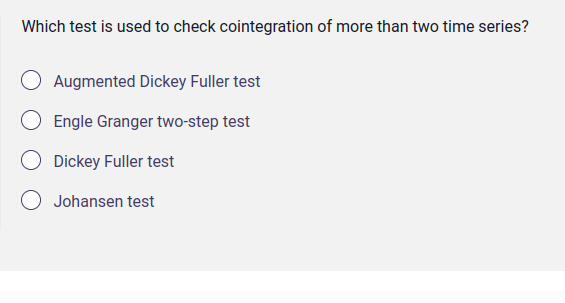 Which test is used to check cointegration of more than two time series?
Augmented Dickey Fuller test
Engle Granger two-step test
Dickey Fuller test
Johansen test